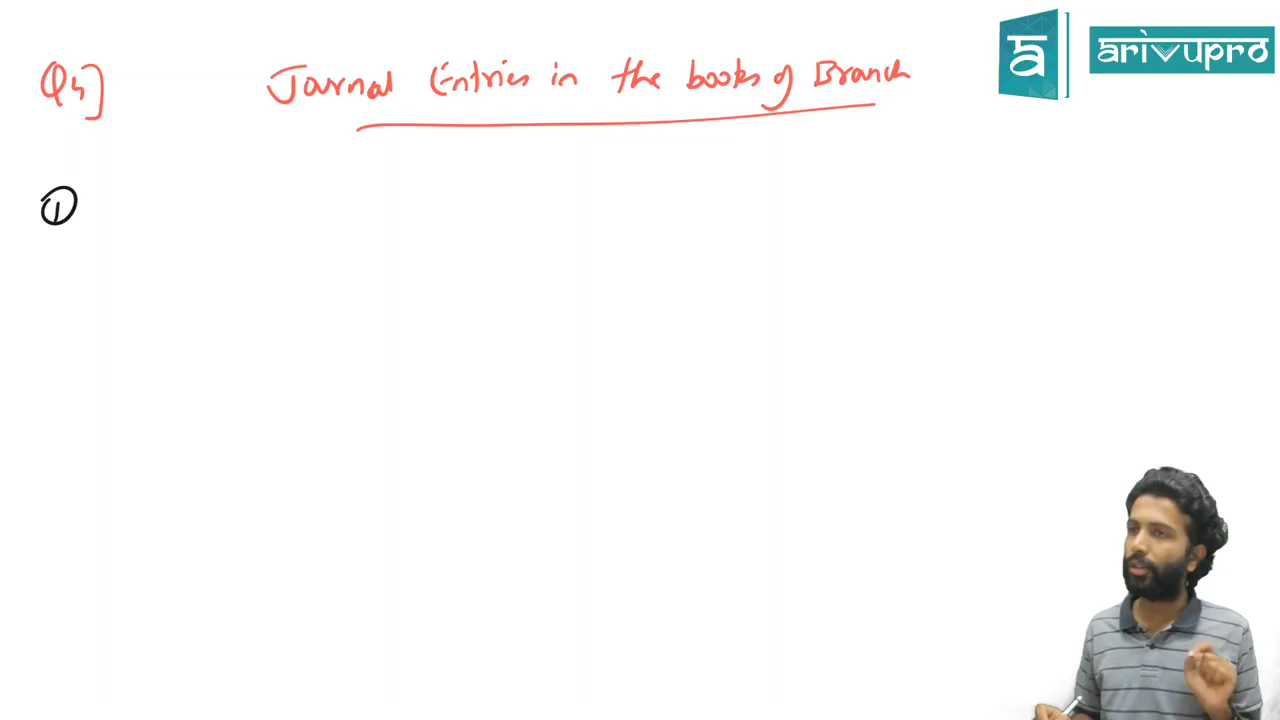 Q4] Journal Entries in the books of Branch
arivupro
①